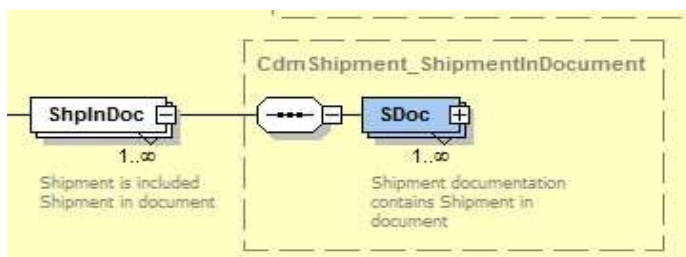 CdmShipment_ShipmentInDocument
ShpInDoc
SDoc
1..∞
1..∞
Shipment is included
Shipment in document
Shipment documentation
contains Shipment in
document